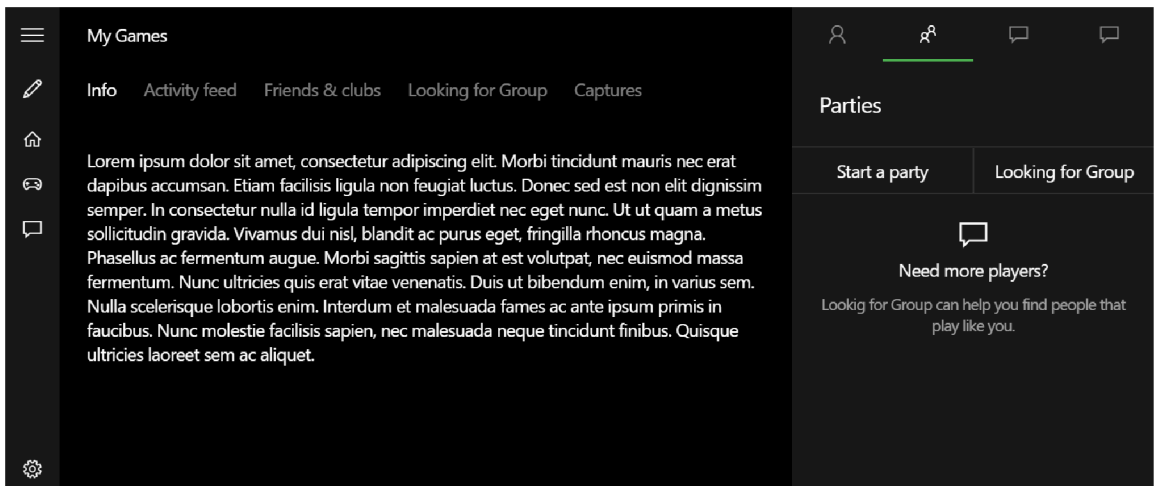 My Games
Info Activity feed Friends & clubs Looking for Group Captures
Lorem ipsum dolor sit amet, consectetur adipiscing elit. Morbi tincidunt mauris nec erat
dapibus accumsan. Etiam facilisis ligula non feugiat luctus. Donec sed est non elit dignissim
semper. In consectetur nulla id ligula tempor imperdiet nec eget nunc. Ut ut quam a metus
sollicitudin gravida. Vivamus dui nisl, blandit ac purus eget, fringilla rhoncus magna.
Phasellus ac fermentum augue. Morbi sagittis sapien at est volutpat, nec euismod massa
fermentum. Nunc ultricies quis erat vitae venenatis. Duis ut bibendum enim, in varius sem.
Nulla scelerisque lobortis enim. Interdum et malesuada fames ac ante ipsum primis in
faucibus. Nunc molestie facilisis sapien, nec malesuada neque tincidunt finibus. Quisque
ultricies laoreet sem ac aliquet.
Parties
Start a party Looking for Group
Need more players?
Lookig for Group can help you find people that
play like you.